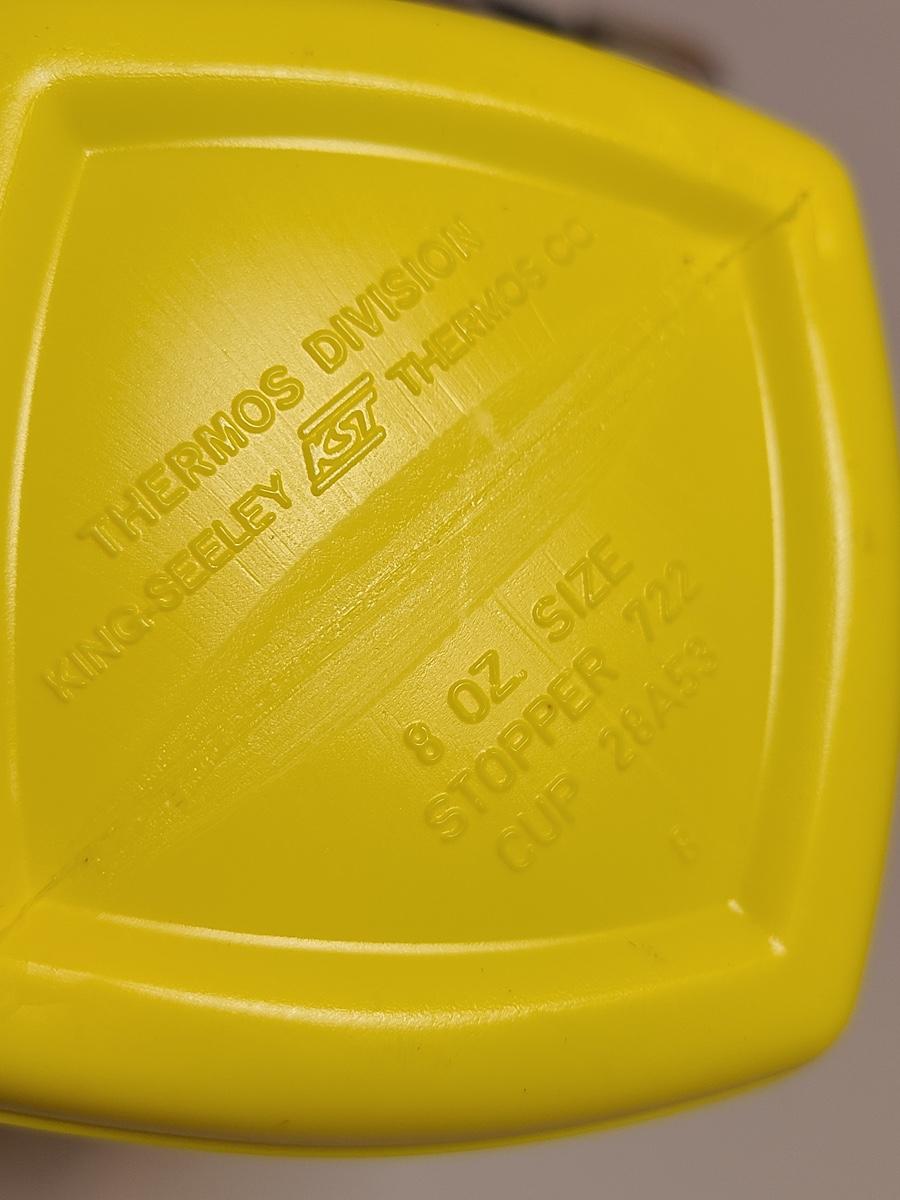 THERMOS DIVISION
KING-SEELEY KST THERMOS CO
8 OZ. SIZE
STOPPER 722
CUP 28A53